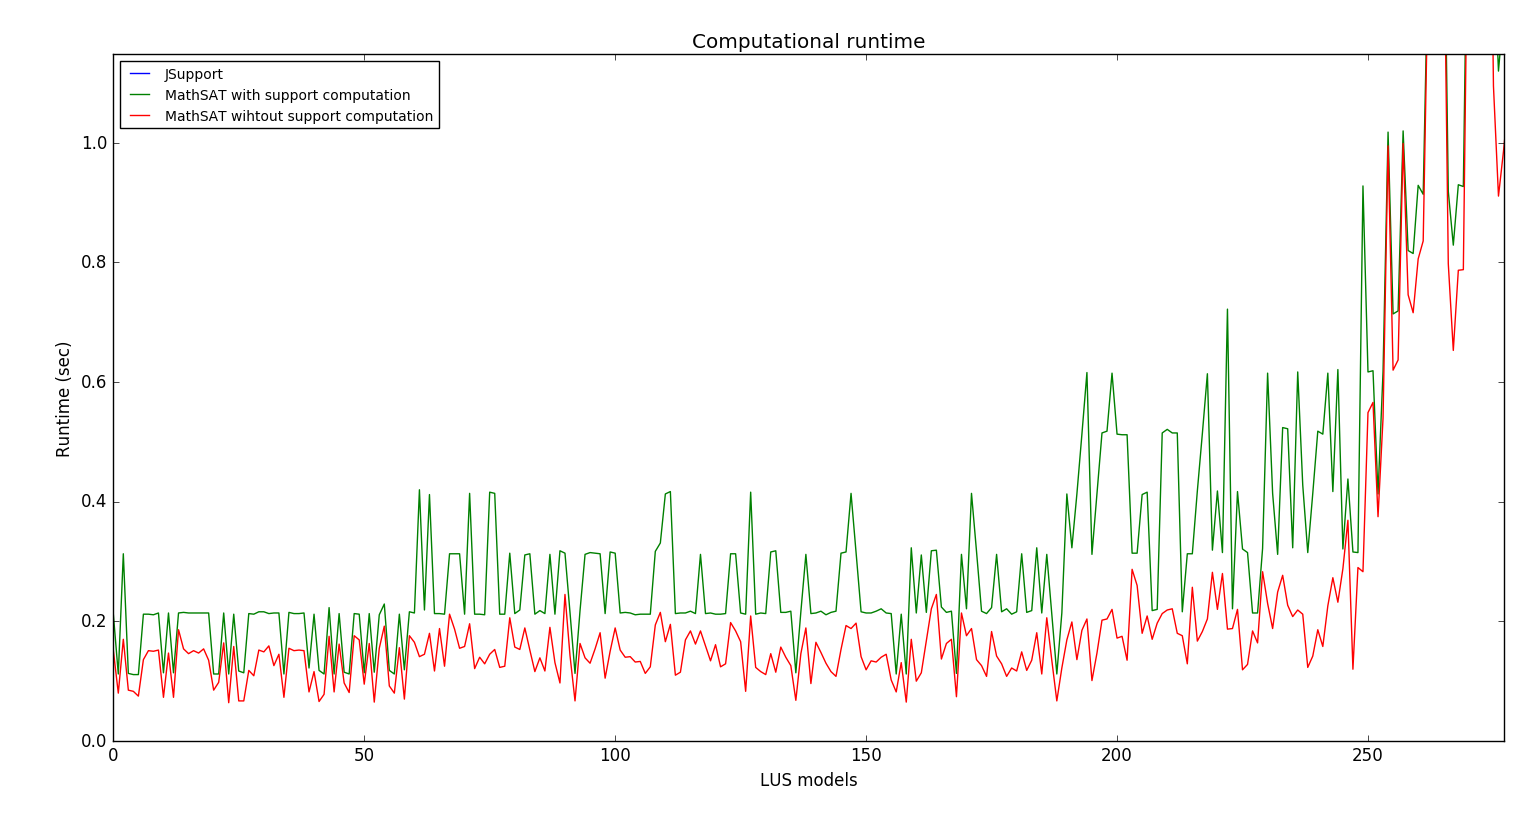 Computational runtime
JSupport
MathSAT with support computation
MathSAT wihtout support computation
1.0
0.8
0.6
0.4
0.2
0.0
Runtime (sec)
0 50 100 150 200 250
LUS models